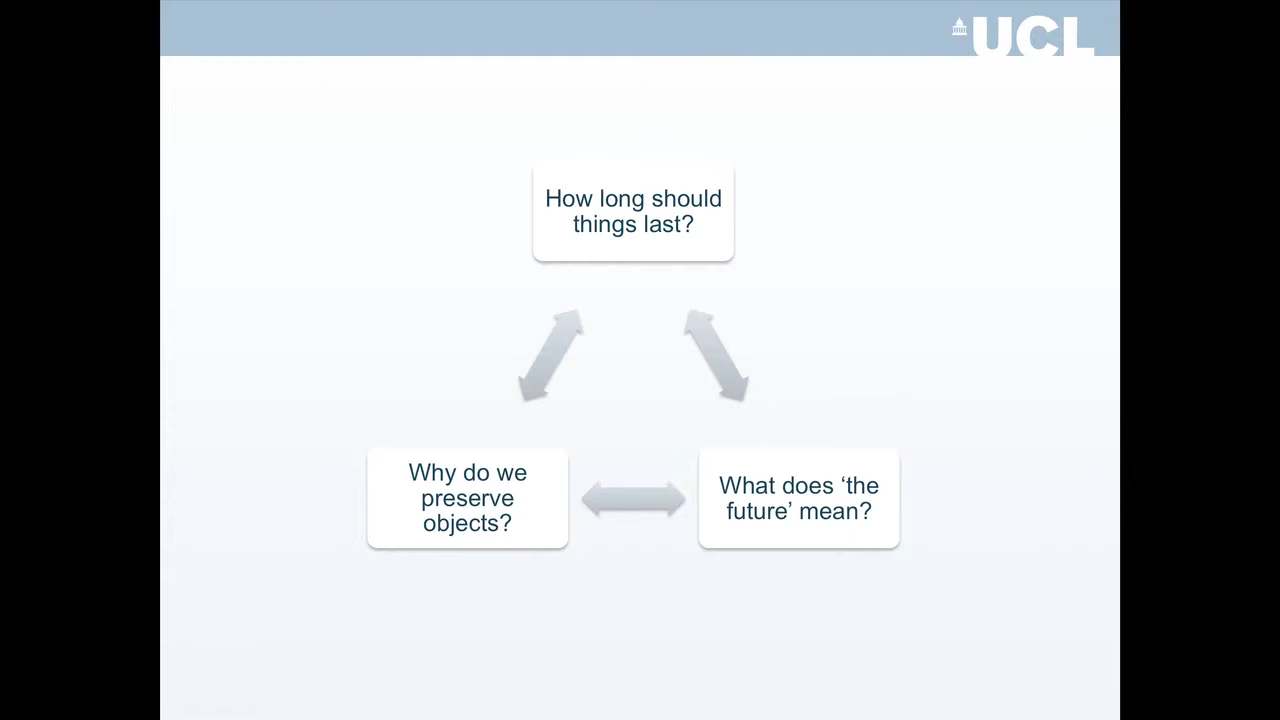 UCL
How long should
things last?
Why do we
preserve
objects?
What does ‘the
future’ mean?